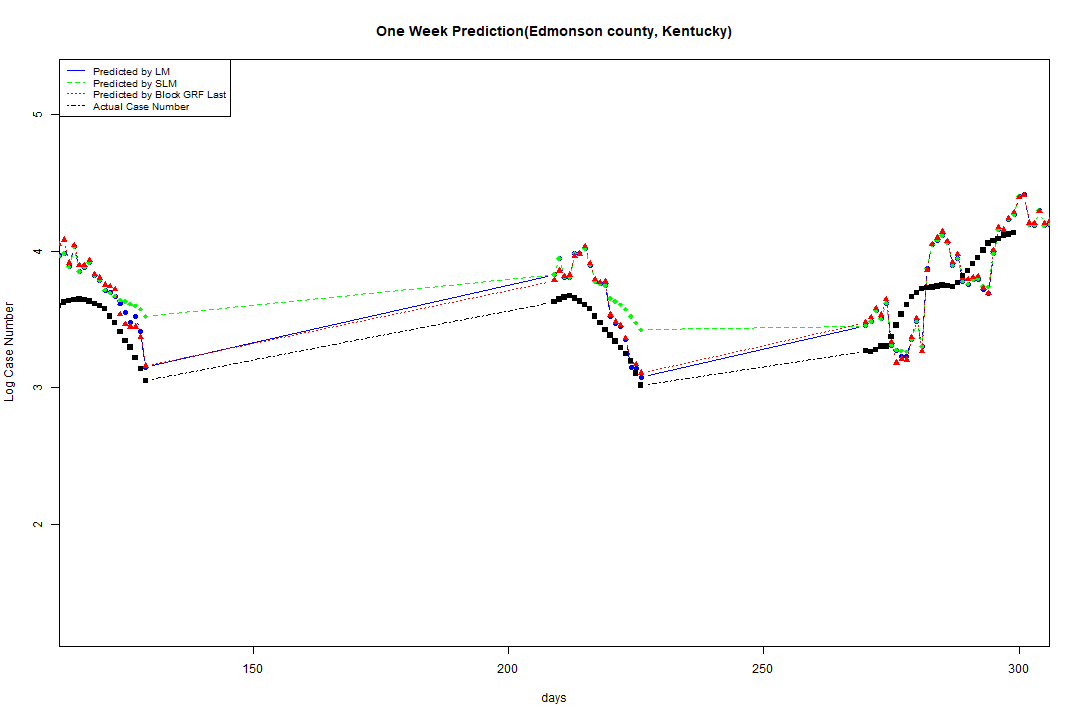 One Week Prediction(Edmonson county, Kentucky)
Predicted by LM
Predicted by SLM
Predicted by Block GRF Last
Actual Case Number
5
4
3
2
Log Case Number
150
200
250
300
days